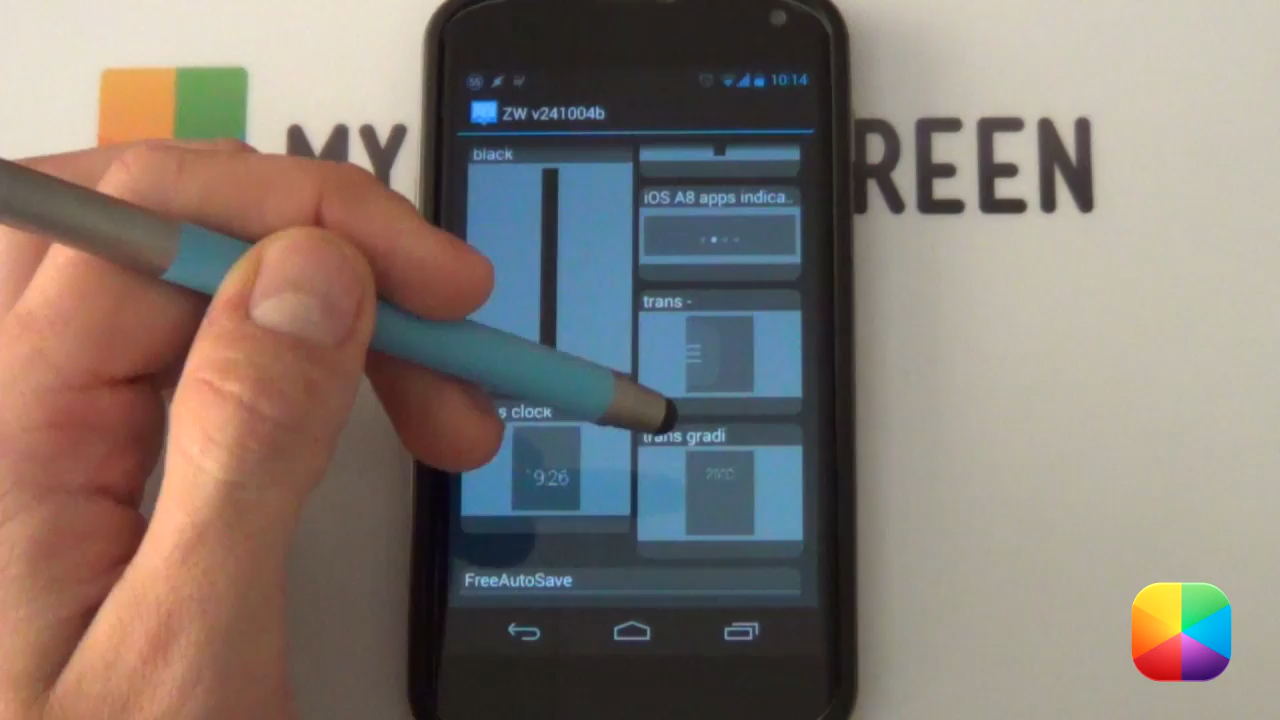 10:14
ZW v241004b
MY
REEN
black
iOS A8 apps indica..
trans -
s clock
9:26
trans gradi
FreeAutoSave